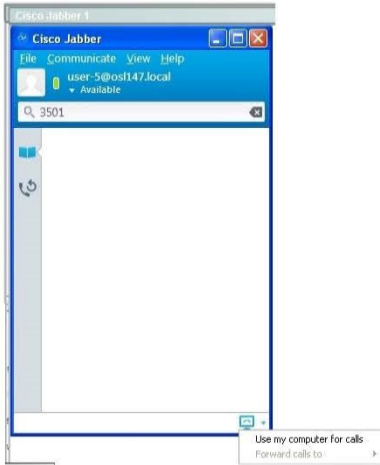 Cisco Jabber 1
Cisco Jabber
File Communicate View Help
user-5@osl147.local
Available
3501
Use my computer for calls
Forward calls to